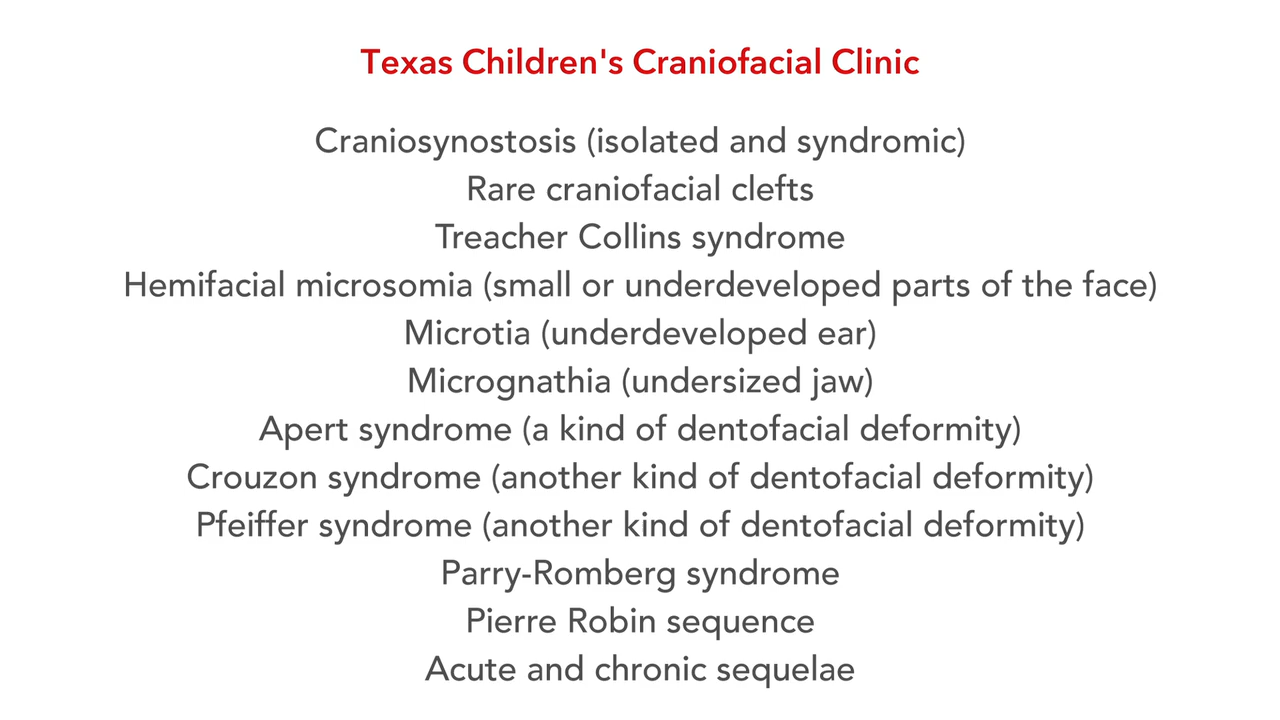 Texas Children's Craniofacial Clinic
Craniosynostosis (isolated and syndromic)
Rare craniofacial clefts
Treacher Collins syndrome
Hemifacial microsomia (small or underdeveloped parts of the face)
Microtia (underdeveloped ear)
Micrognathia (undersized jaw)
Apert syndrome (a kind of dentofacial deformity)
Crouzon syndrome (another kind of dentofacial deformity)
Pfeiffer syndrome (another kind of dentofacial deformity)
Parry-Romberg syndrome
Pierre Robin sequence
Acute and chronic sequelae